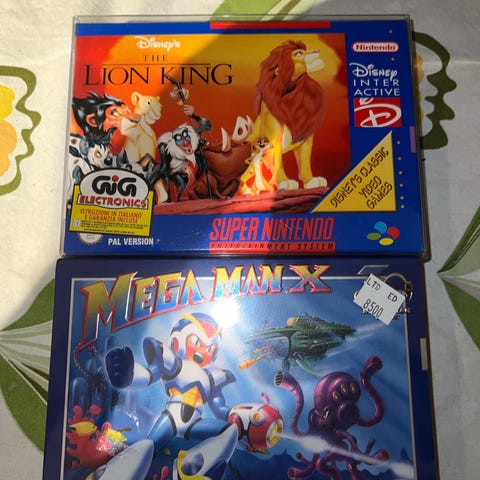 Disney's
THE
LION KING
Nintendo
Disney
INTER
ACTIVE
DISNEY'S CLASSIC
VIDEO
GAMES
GIG
ELECTRONICS
ISTRUZIONI IN ITALIANO
E GARANZIA INCLUSE
PAL VERSION
SUPER NINTENDO
ENTERTAINMENT SYSTEM
MEGA MAN X
LTD ED
8500